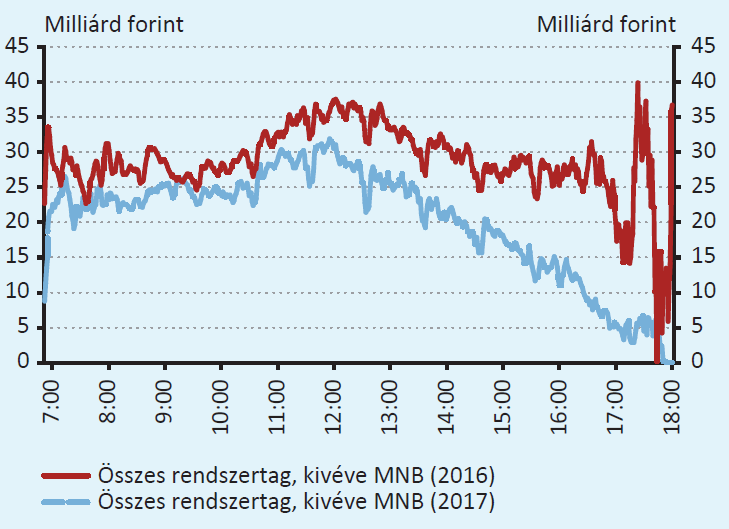 Milliárd forint Milliárd forint
45 45
40 40
35 35
30 30
25 25
20 20
15 15
10 10
5 5
0 0
7:00 8:00 9:00 10:00 11:00 12:00 13:00 14:00 15:00 16:00 17:00 18:00
Összes rendszertag, kivéve MNB (2016)
Összes rendszertag, kivéve MNB (2017)